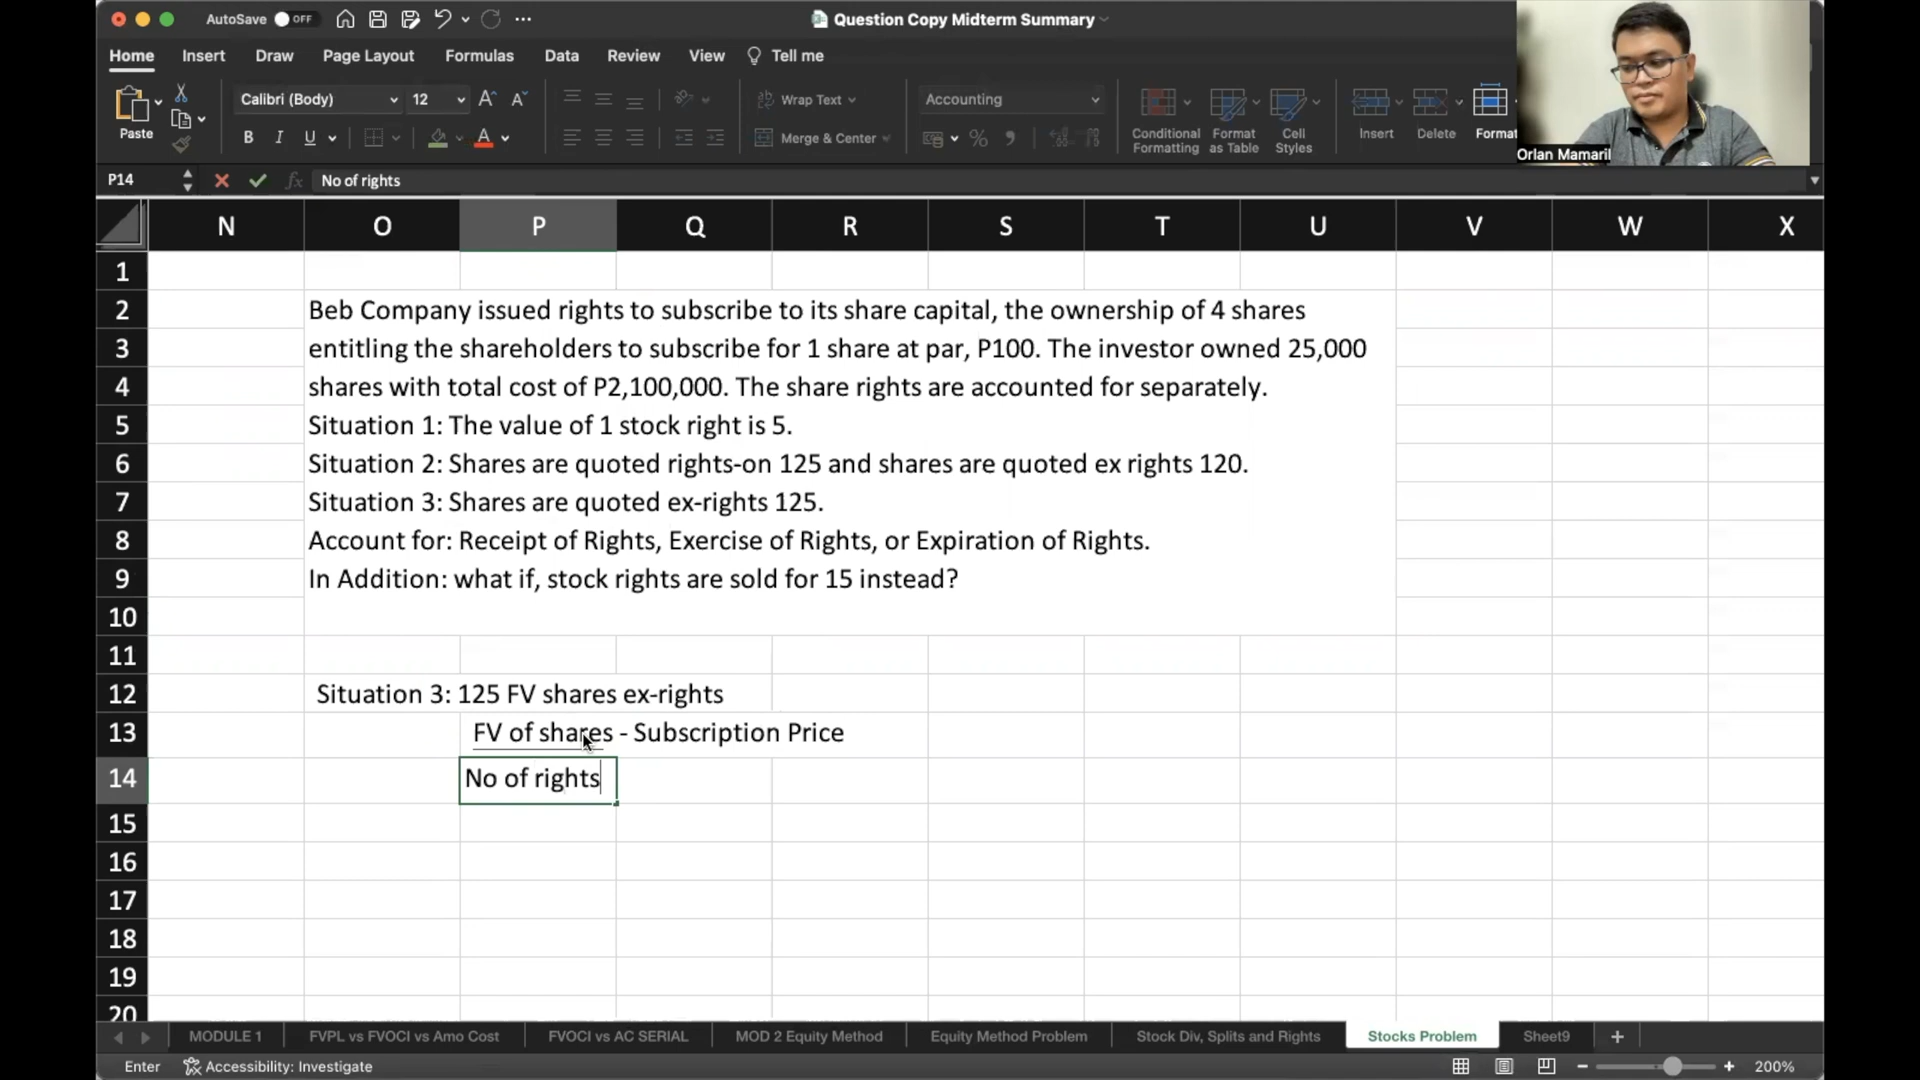 AutoSave OFF
Question Copy Midterm Summary
Home Insert Draw Page Layout Formulas Data Review View Tell me
Paste
Calibri (Body) 12
B I U
Wrap Text
Merge & Center
Accounting
Conditional Formatting
Format as Table
Cell Styles
Insert
Delete
Format
Orlan Mamaril
P14 fx No of rights
N O P Q R S T U V W X
1
2 Beb Company issued rights to subscribe to its share capital, the ownership of 4 shares
3 entitling the shareholders to subscribe for 1 share at par, P100. The investor owned 25,000
4 shares with total cost of P2,100,000. The share rights are accounted for separately.
5 Situation 1: The value of 1 stock right is 5.
6 Situation 2: Shares are quoted rights-on 125 and shares are quoted ex rights 120.
7 Situation 3: Shares are quoted ex-rights 125.
8 Account for: Receipt of Rights, Exercise of Rights, or Expiration of Rights.
9 In Addition: what if, stock rights are sold for 15 instead?
10
11
12 Situation 3: 125 FV shares ex-rights
13 FV of shares - Subscription Price
14 No of rights
15
16
17
18
19
20
MODULE 1 FVPL vs FVOCI vs Amo Cost FVOCI vs AC SERIAL MOD 2 Equity Method Equity Method Problem Stock Div, Splits and Rights Stocks Problem Sheet9 +
Enter Accessibility: Investigate 200%